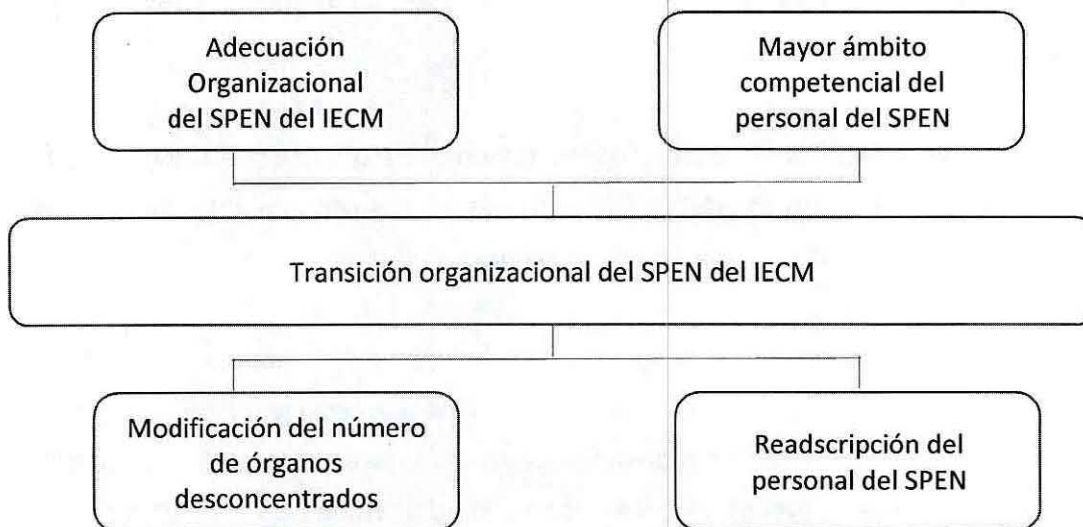 Adecuación
Organizacional
del SPEN del IECM
Mayor ámbito
competencial del
personal del SPEN
Transición organizacional del SPEN del IECM
Modificación del número
de órganos
desconcentrados
Readscripción del
personal del SPEN